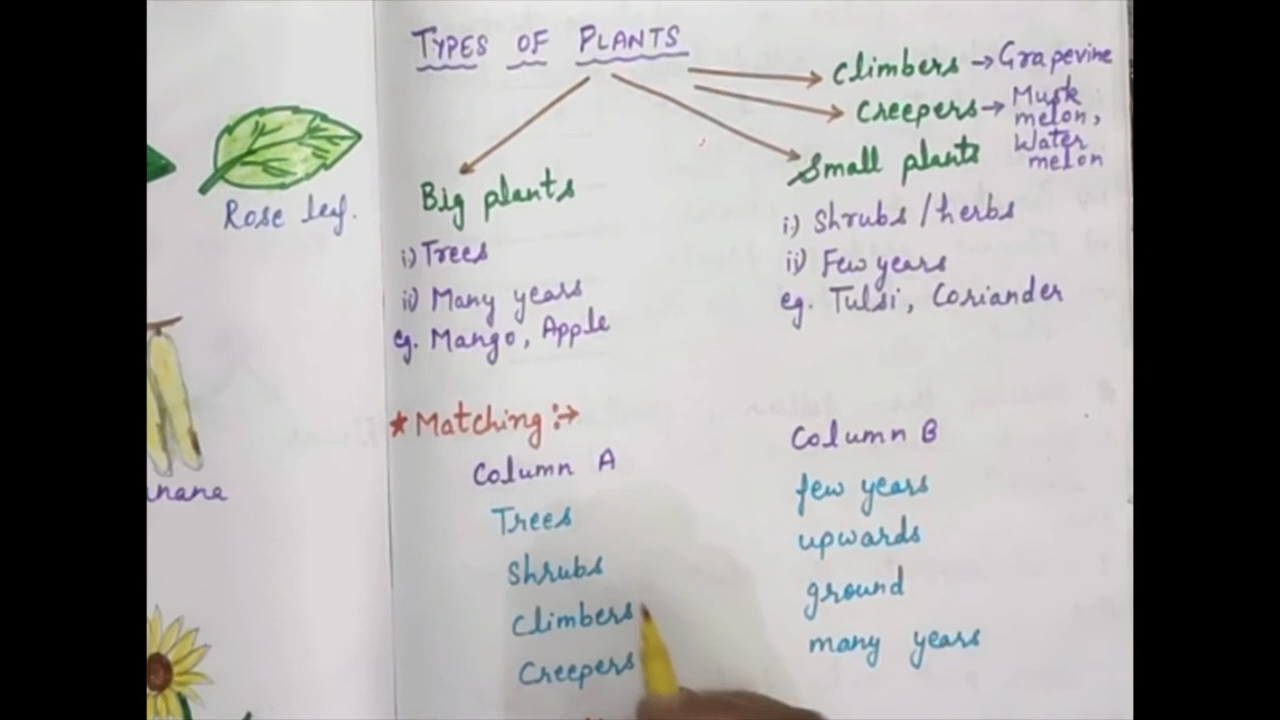 TYPES OF PLANTS
Climbers → Grapevine
Creepers → Musk
melon,
Water
melon
Rose leaf.
Big plants
i) Trees
ii) Many years
eg. Mango, Apple
Small plants
i.) Shrubs / herbs
ii) Few years
eg. Tulsi, Coriander
anana
★ Matching :→
Column A
Trees
Shrubs
Climbers
Creepers
Column B
few years
upwards
ground
many years